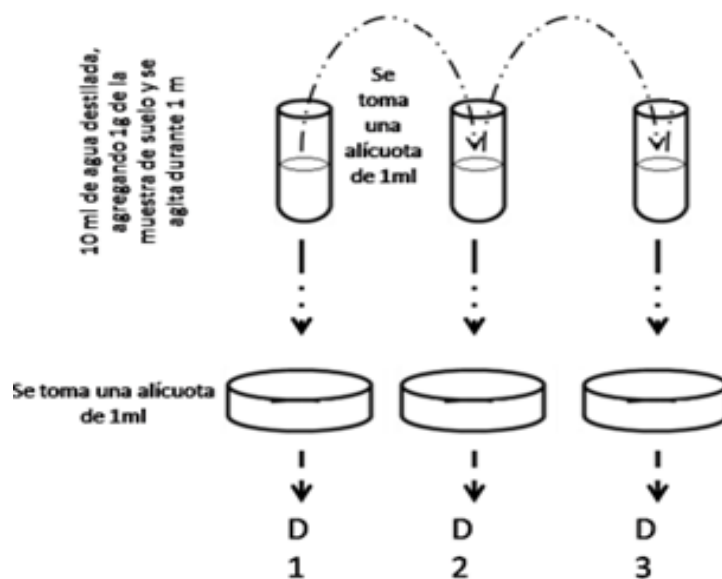 10 ml de agua destilada,
agregando 1g de la
muestra de suelo y se
agita durante 1 m
Se
toma
una
alícuota
de 1ml
Se toma una alícuota
de 1ml
D
1
D
2
D
3